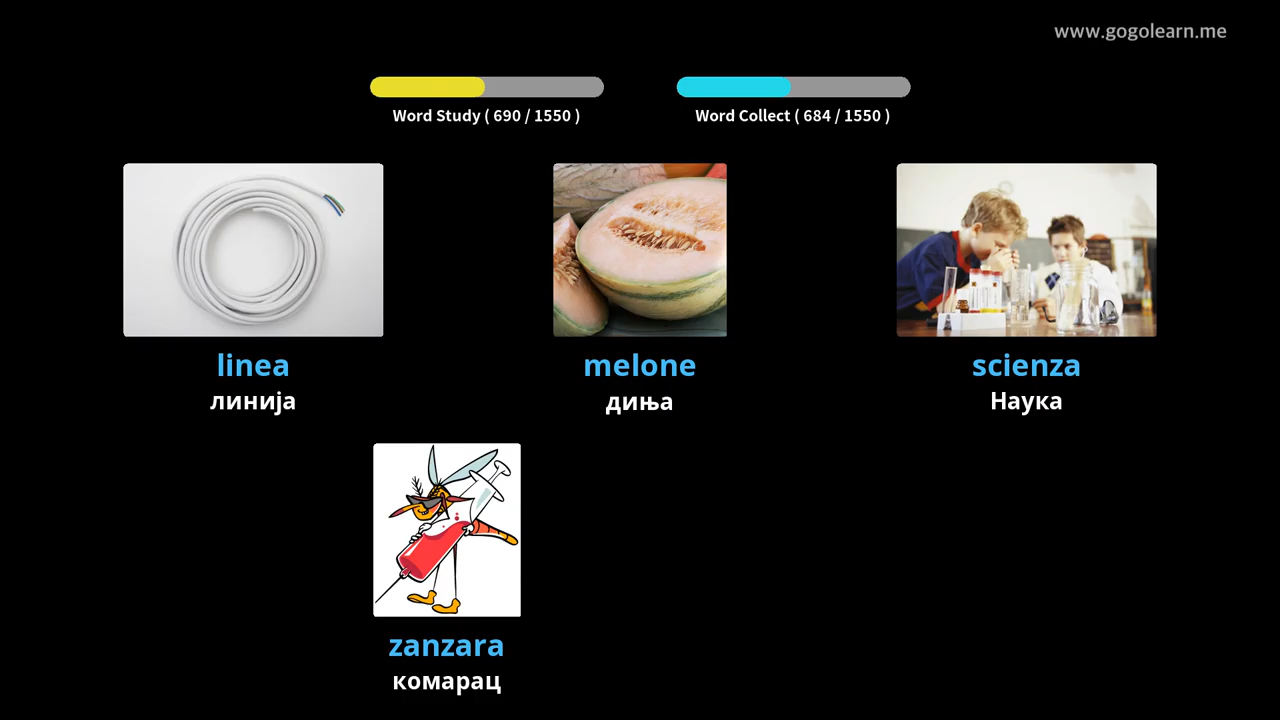 www.gogolearn.me
Word Study ( 690 / 1550 )
Word Collect ( 684 / 1550 )
linea
линија
melone
диња
scienza
Наука
zanzara
комарац